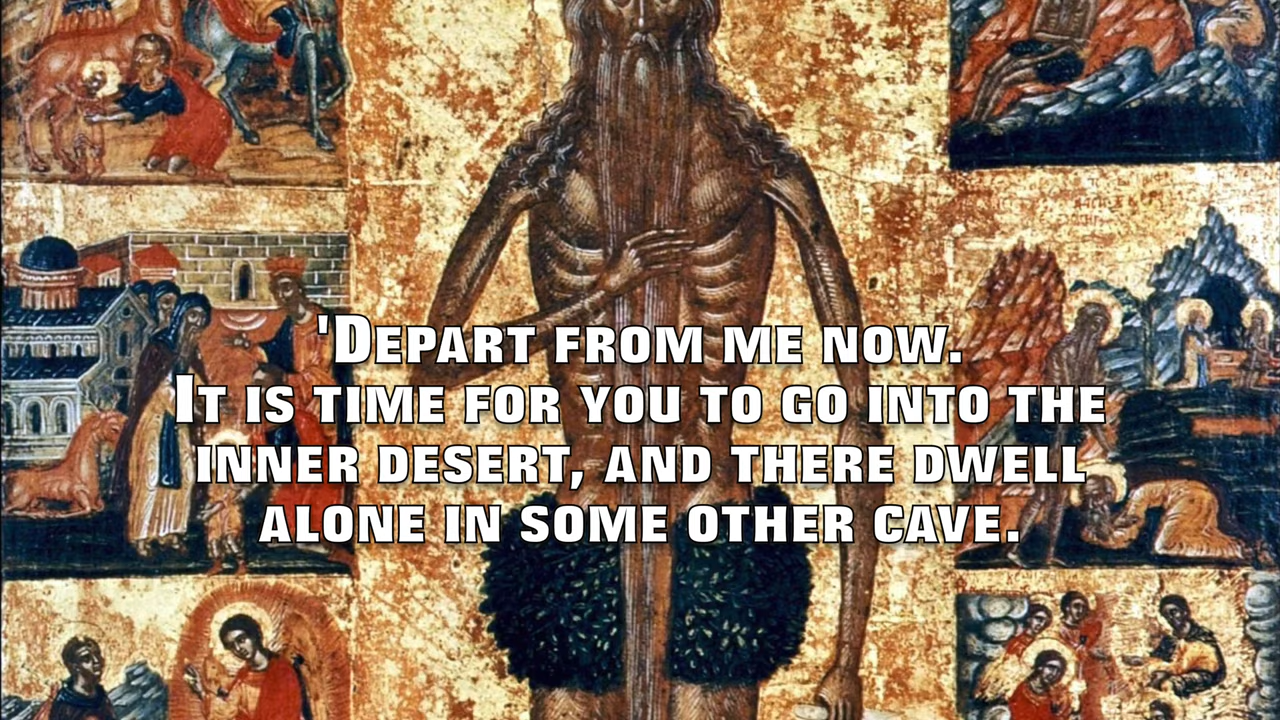 'Depart from me now.
It is time for you to go into the
inner desert, and there dwell
alone in some other cave.